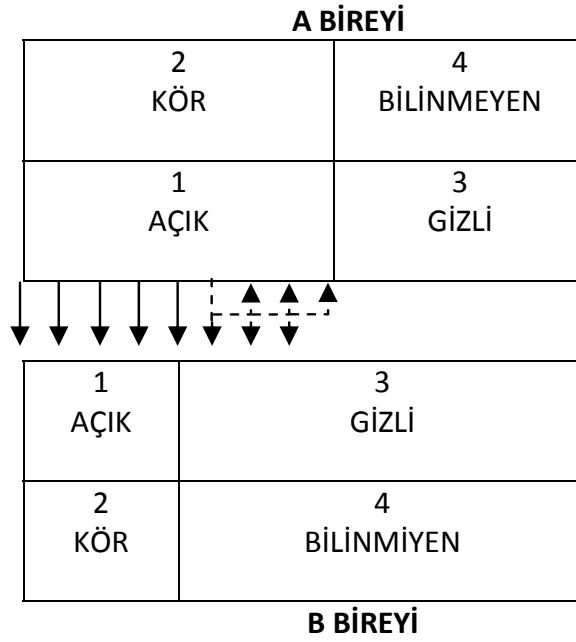 A BİREYİ
2
KÖR
4
BİLİNMEYEN
1
AÇIK
3
GİZLİ
1
AÇIK
3
GİZLİ
2
KÖR
4
BİLİNMİYEN
B BİREYİ